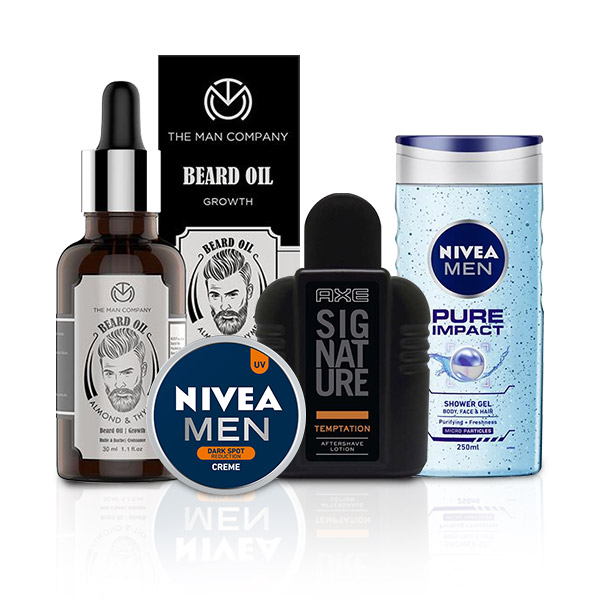 THE MAN COMPANY
BEARD OIL
GROWTH
BEARD OIL
THE MAN COMPANY
BEARD OIL
ALMOND & THY
Beard Oil | Growth
30 ml 1.1 fl.oz
UV
NIVEA
MEN
DARK SPOT
REDUCTION
CREME
AXE
SIG
NAT
URE
TEMPTATION
AFTERSHAVE
LOTION
NIVEA
MEN
PURE
IMPACT
SHOWER GEL
BODY, FACE & HAIR
Purifying + Freshness
MICRO PARTICLES
250ml